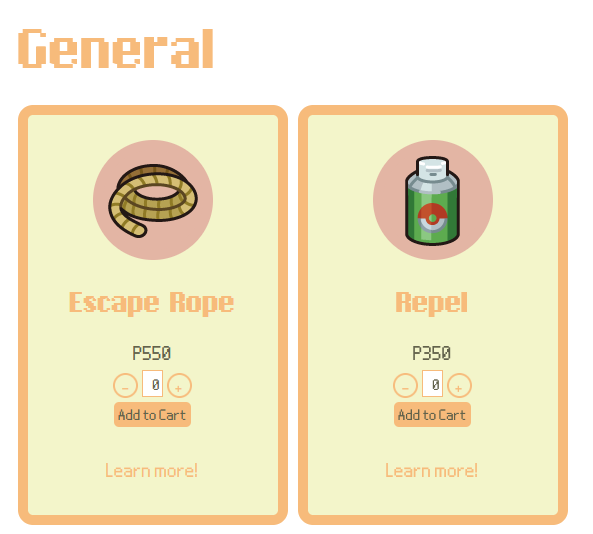 General
Escape Rope
P550
− 0 +
Add to Cart
Learn more!
Repel
P350
− 0 +
Add to Cart
Learn more!